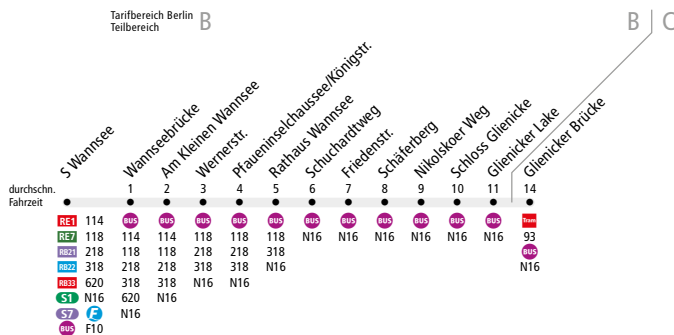 Tarifbereich Berlin
Teilbereich
B
B
C
S Wannsee
Wannseebrücke
Am Kleinen Wannsee
Wernerstr.
Pfaueninselchaussee/Königstr.
Rathaus Wannsee
Schuchardtweg
Friedenstr.
Schäferberg
Nikolskoer Weg
Schloss Glienicke
Glienicker Lake
Glienicker Brücke
durchschn. 1 2 3 4 5 6 7 8 9 10 11 14
Fahrzeit
RE1 114 BUS BUS BUS BUS BUS BUS BUS BUS BUS BUS BUS Tram
RE7 118 114 114 118 118 118 N16 N16 N16 N16 N16 N16 93
RB21 218 118 118 218 218 318 BUS
RB22 318 218 218 318 318 N16 N16
RB33 620 318 318 N16 N16
S1 N16 620 N16
S7 F N16
BUS F10